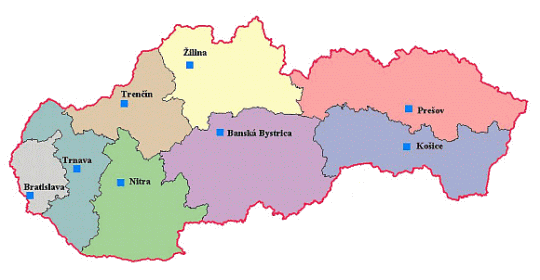 Žilina
Trenčín
Prešov
Banská Bystrica
Košice
Trnava
Nitra
Bratislava